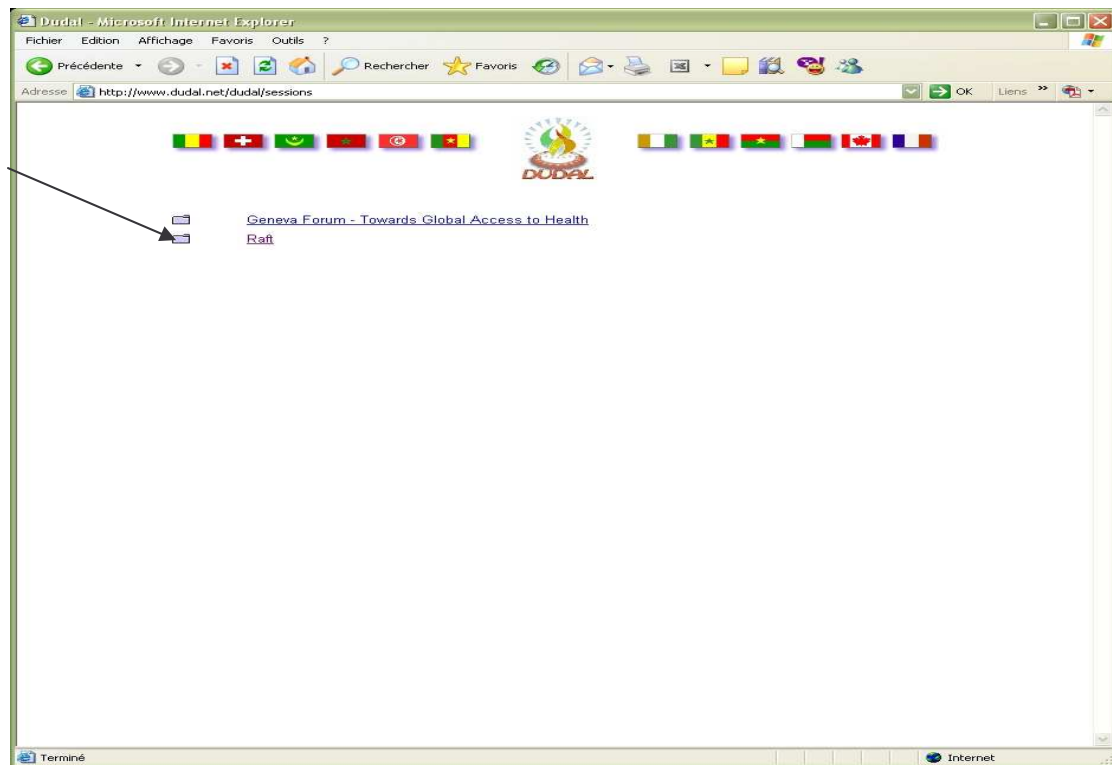 Dudal - Microsoft Internet Explorer
Fichier Edition Affichage Favoris Outils ?
Précédente Rechercher Favoris
Adresse http://www.dudal.net/dudal/sessions OK Liens »
DUDAL
Geneva Forum - Towards Global Access to Health
Raft
Terminé Internet